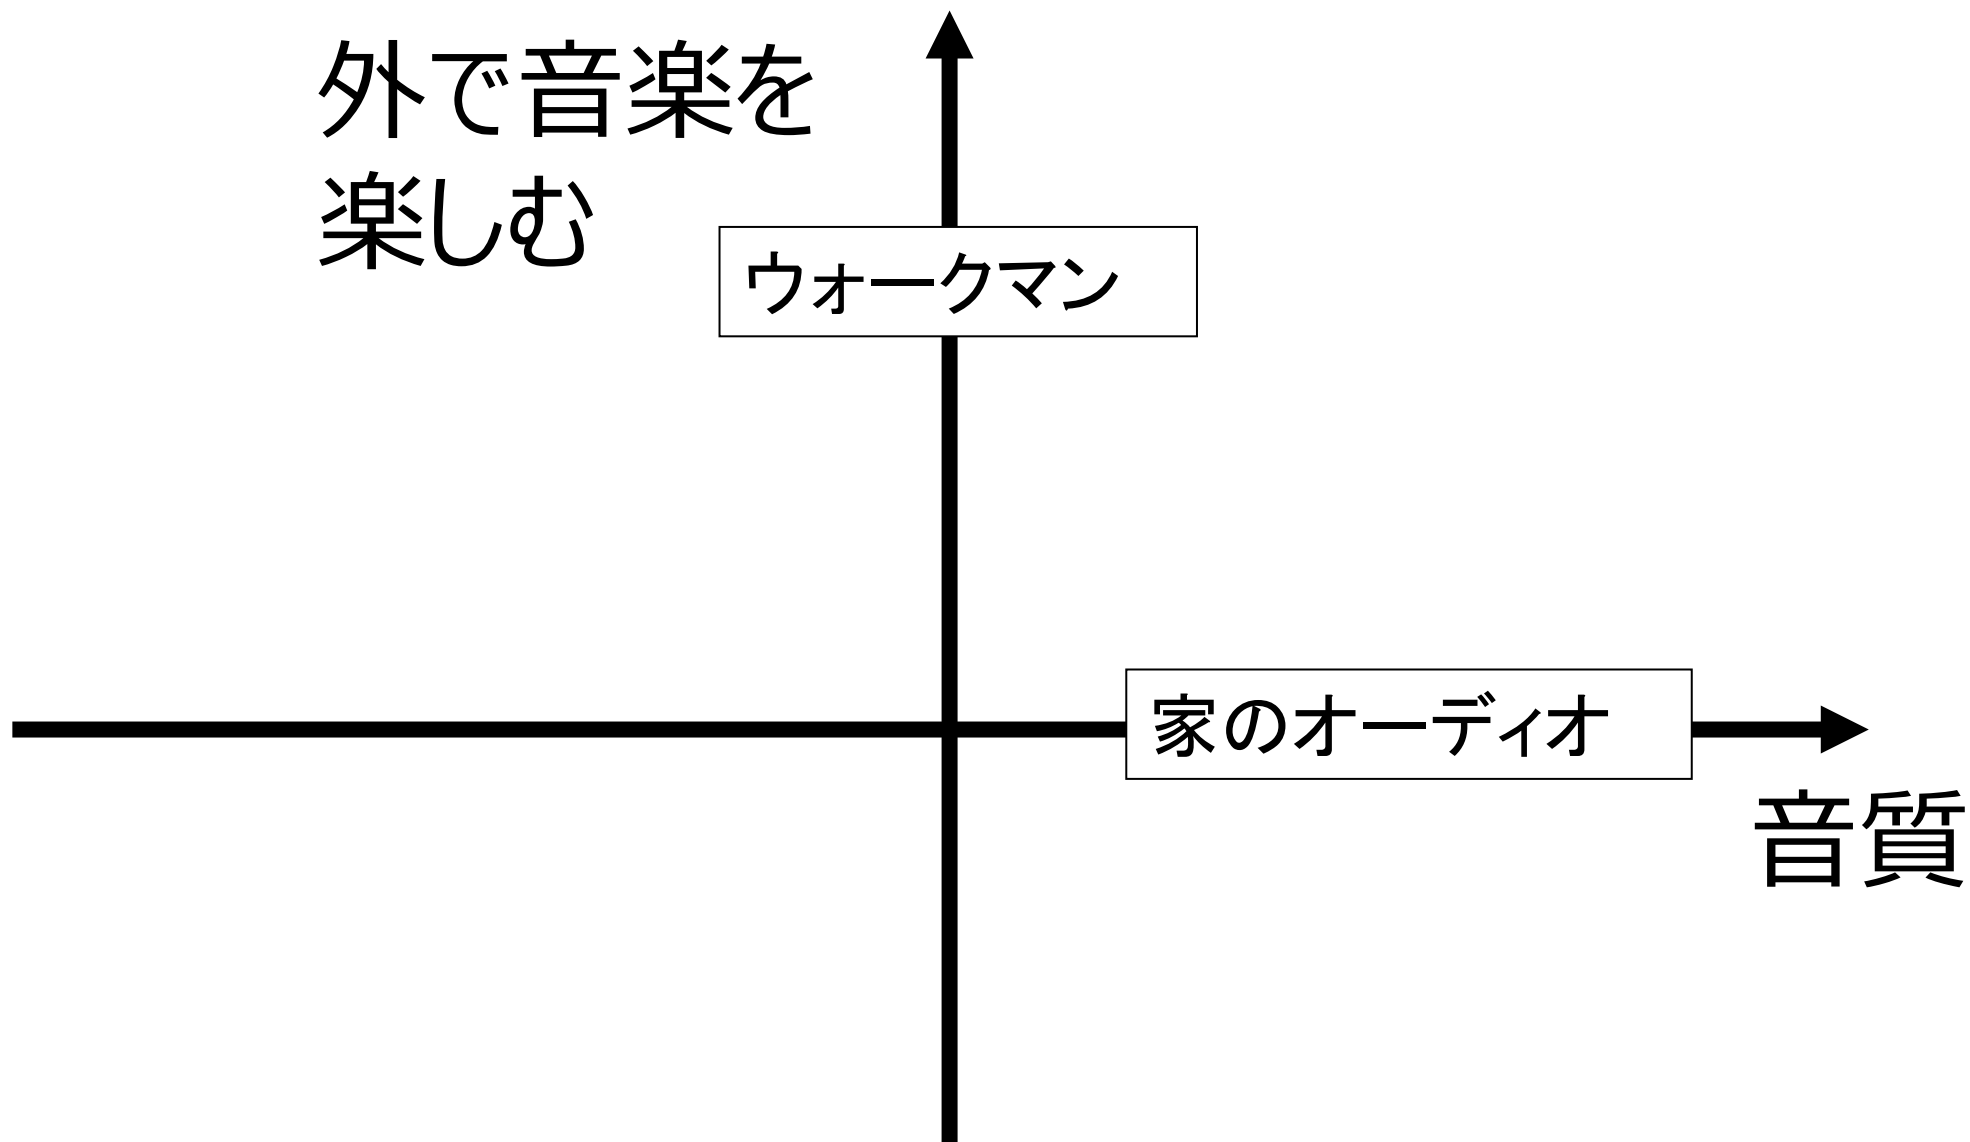 外で音楽を
楽しむ
ウォークマン
家のオーディオ
音質